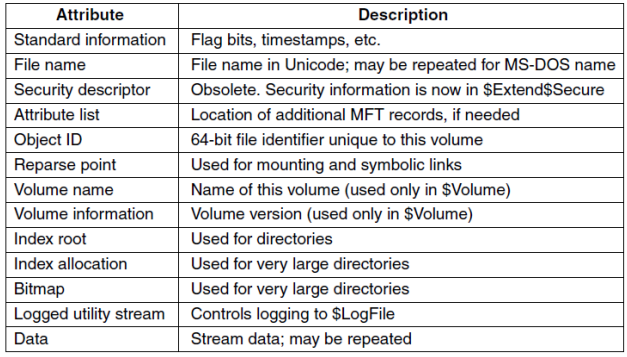 Attribute Description
Standard information Flag bits, timestamps, etc.
File name File name in Unicode; may be repeated for MS-DOS name
Security descriptor Obsolete. Security information is now in $Extend$Secure
Attribute list Location of additional MFT records, if needed
Object ID 64-bit file identifier unique to this volume
Reparse point Used for mounting and symbolic links
Volume name Name of this volume (used only in $Volume)
Volume information Volume version (used only in $Volume)
Index root Used for directories
Index allocation Used for very large directories
Bitmap Used for very large directories
Logged utility stream Controls logging to $LogFile
Data Stream data; may be repeated